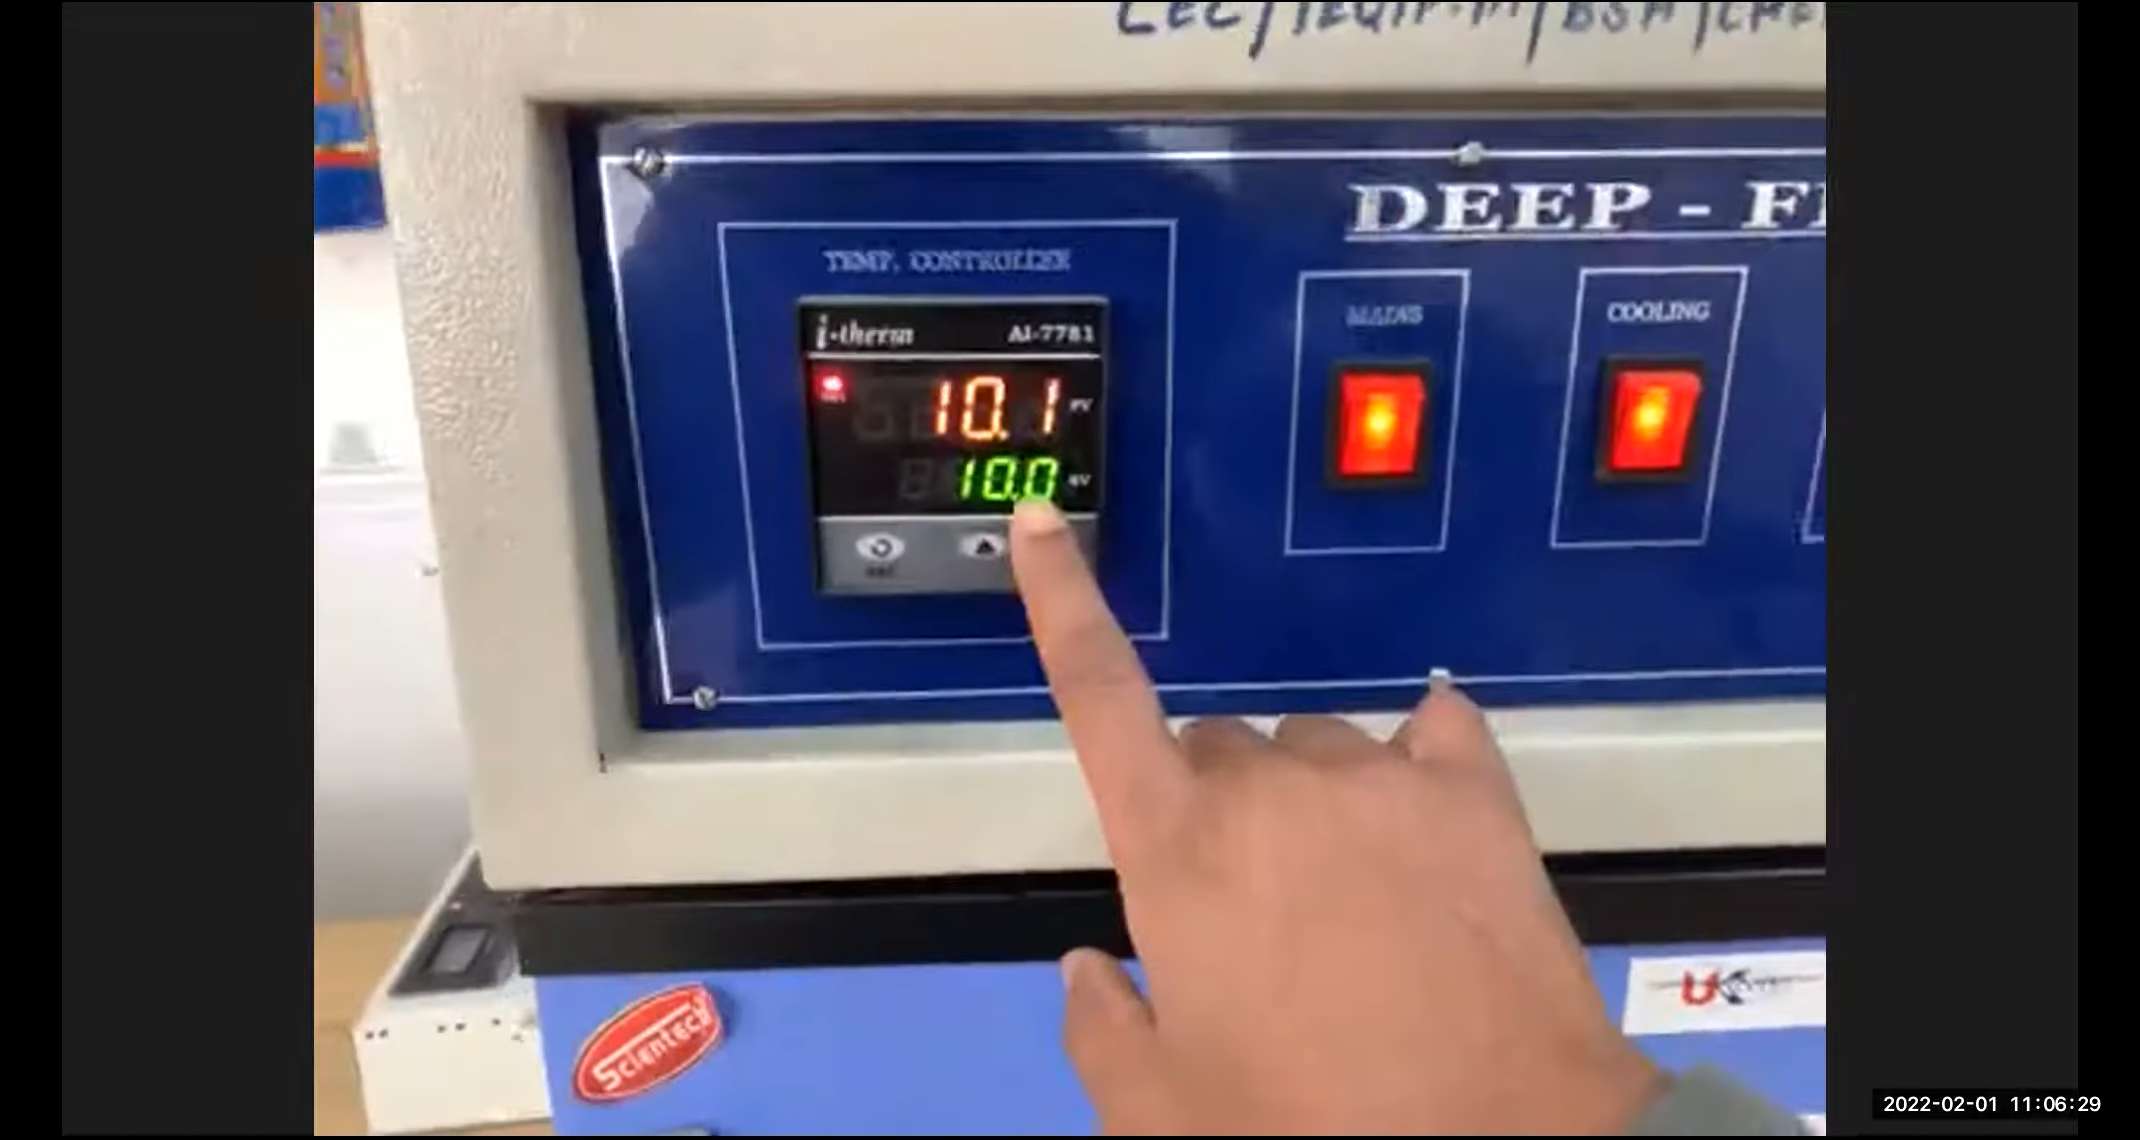 DEEP - F
TEMP. CONTROLLER
MAINS
COOLING
i-therm AI-7781
10.1 PV
10.0 SV
Scientech
2022-02-01 11:06:29